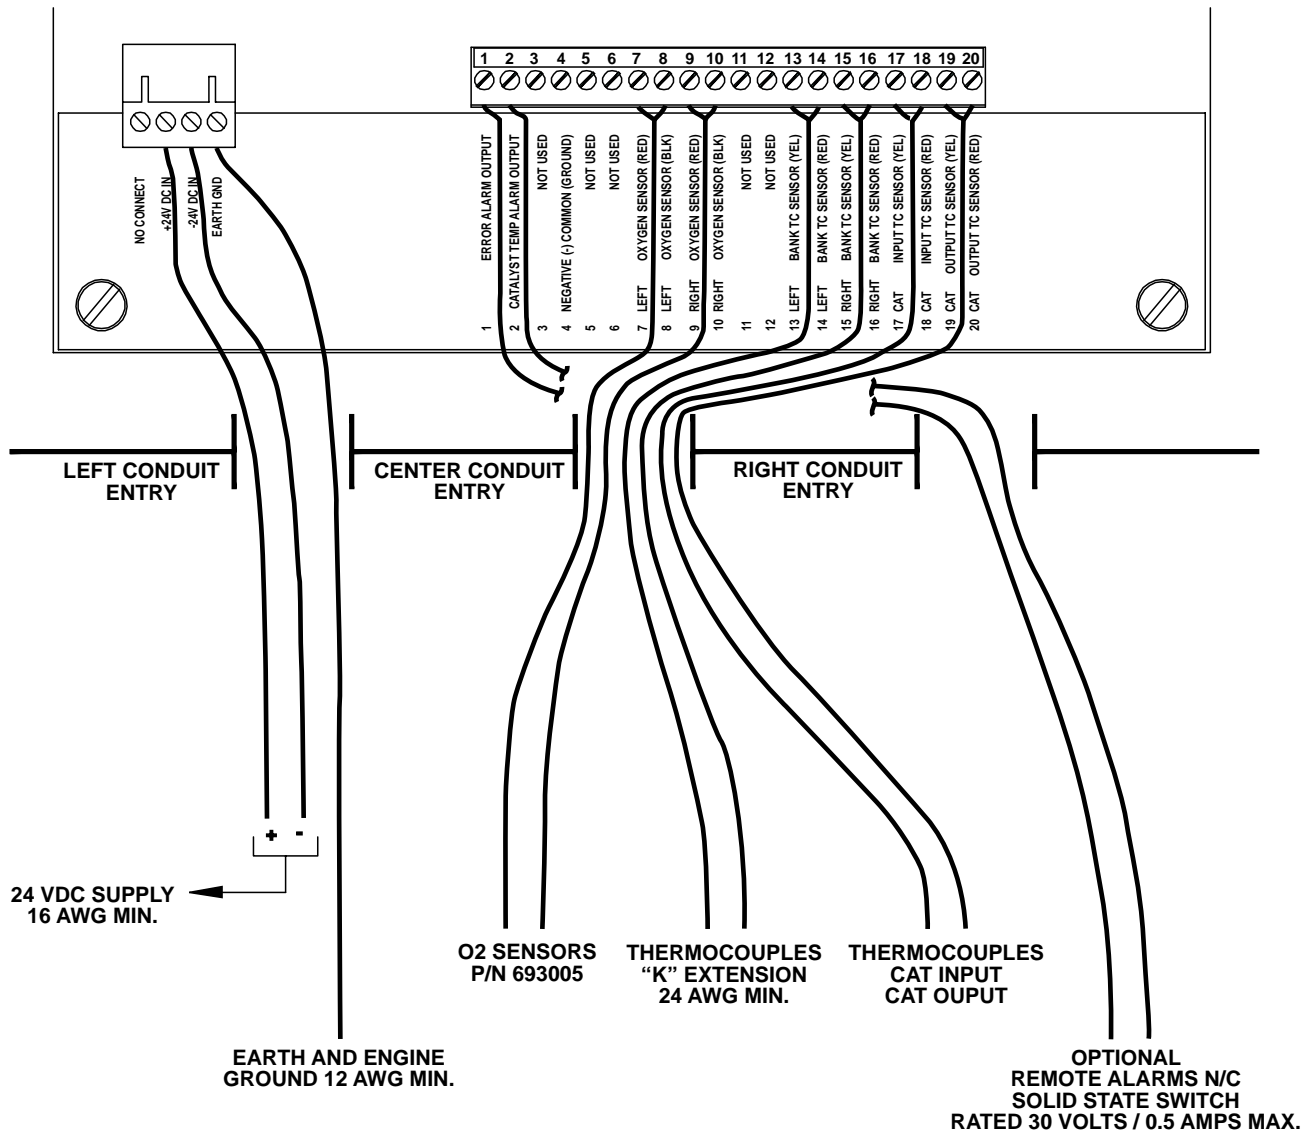 1 2 3 4 5 6 7 8 9 10 11 12 13 14 15 16 17 18 19 20
NO CONNECT
+24V DC IN
-24V DC IN
EARTH GND
1 ERROR ALARM OUTPUT
2 CATALYST TEMP ALARM OUTPUT
3 NOT USED
4 NEGATIVE (-) COMMON (GROUND)
5 NOT USED
6 NOT USED
7 LEFT OXYGEN SENSOR (RED)
8 LEFT OXYGEN SENSOR (BLK)
9 RIGHT OXYGEN SENSOR (RED)
10 RIGHT OXYGEN SENSOR (BLK)
11 NOT USED
12 NOT USED
13 LEFT BANK TC SENSOR (YEL)
14 LEFT BANK TC SENSOR (RED)
15 RIGHT BANK TC SENSOR (YEL)
16 RIGHT BANK TC SENSOR (RED)
17 CAT INPUT TC SENSOR (YEL)
18 CAT INPUT TC SENSOR (RED)
19 CAT OUTPUT TC SENSOR (YEL)
20 CAT OUTPUT TC SENSOR (RED)
LEFT CONDUIT
ENTRY
CENTER CONDUIT
ENTRY
RIGHT CONDUIT
ENTRY
+ -
24 VDC SUPPLY
16 AWG MIN.
O2 SENSORS
P/N 693005
THERMOCOUPLES
“K” EXTENSION
24 AWG MIN.
THERMOCOUPLES
CAT INPUT
CAT OUPUT
EARTH AND ENGINE
GROUND 12 AWG MIN.
OPTIONAL
REMOTE ALARMS N/C
SOLID STATE SWITCH
RATED 30 VOLTS / 0.5 AMPS MAX.